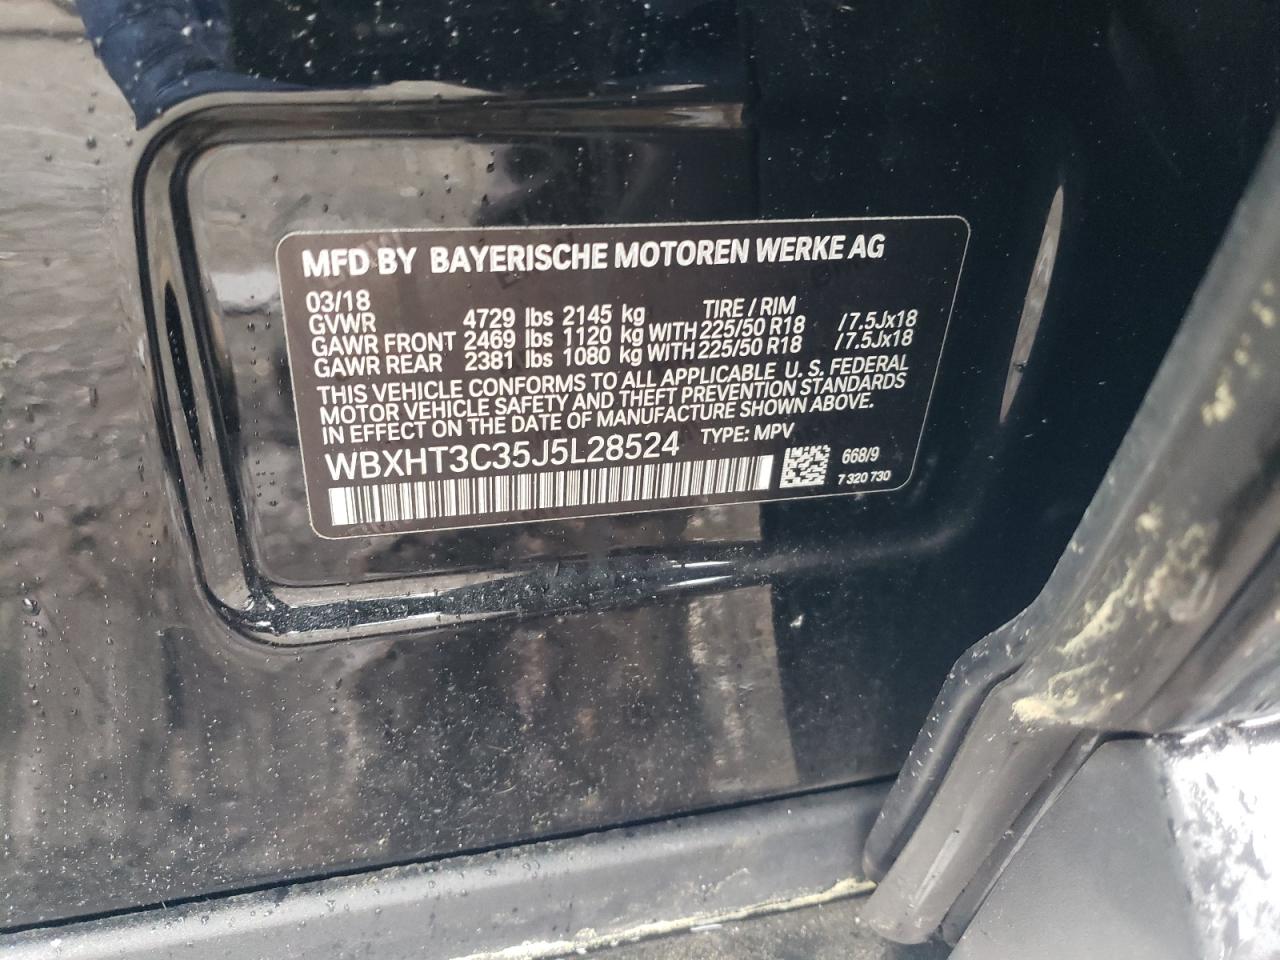 MFD BY BAYERISCHE MOTOREN WERKE AG
03/18 TIRE / RIM
GVWR 4729 lbs 2145 kg
GAWR FRONT 2469 lbs 1120 kg WITH 225/50 R18 / 7.5Jx18
GAWR REAR 2381 lbs 1080 kg WITH 225/50 R18 / 7.5Jx18
THIS VEHICLE CONFORMS TO ALL APPLICABLE U. S. FEDERAL
MOTOR VEHICLE SAFETY AND THEFT PREVENTION STANDARDS
IN EFFECT ON THE DATE OF MANUFACTURE SHOWN ABOVE.
WBXHT3C35J5L28524 TYPE: MPV
668/9
7 320 730